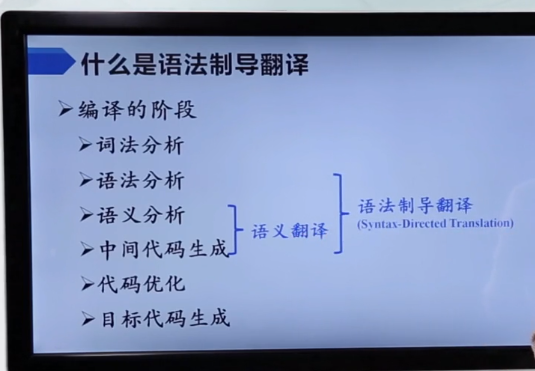 什么是语法制导翻译
➢编译的阶段
➢词法分析
➢语法分析
➢语义分析
➢中间代码生成
➢代码优化
➢目标代码生成
语义翻译
语法制导翻译
(Syntax-Directed Translation)